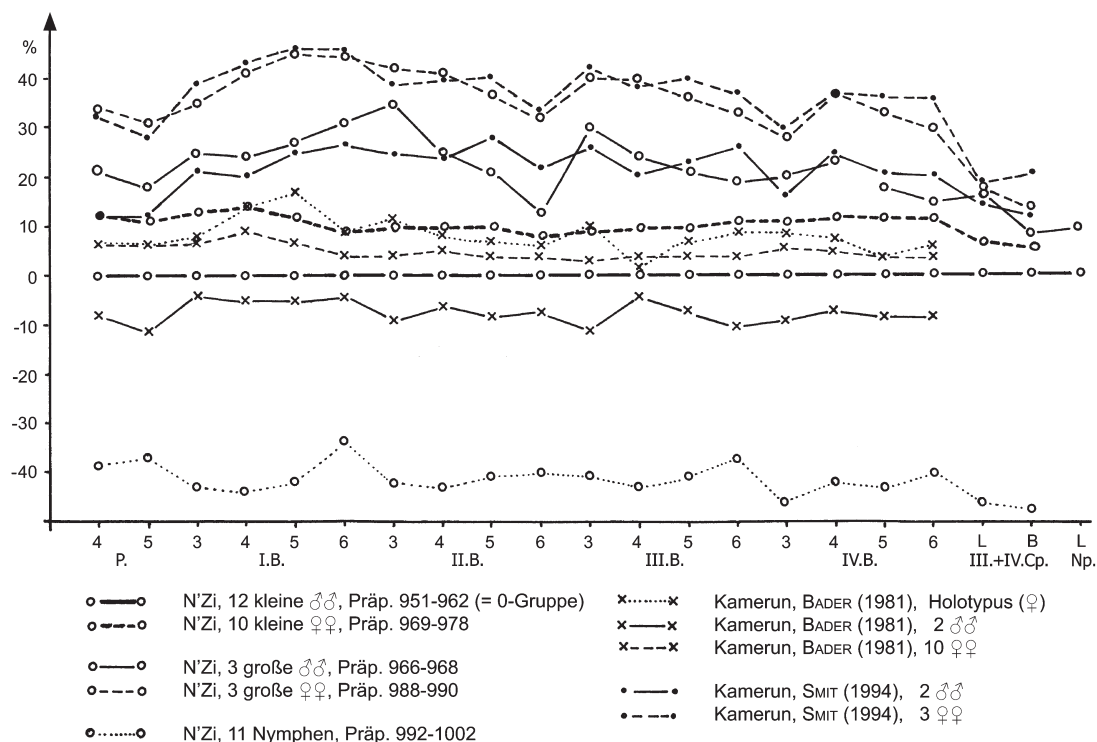 %
40
30
20
10
0
-10
-20
-30
-40
4 5 3 4 5 6 3 4 5 6 3 4 5 6 3 4 5 6 L B L
P. I.B. II.B. III.B. IV.B. III.+IV.Cp. Np.
N'Zi, 12 kleine ♂♂, Präp. 951-962 (= 0-Gruppe)
N'Zi, 10 kleine ♀♀, Präp. 969-978
N'Zi, 3 große ♂♂, Präp. 966-968
N'Zi, 3 große ♀♀, Präp. 988-990
N'Zi, 11 Nymphen, Präp. 992-1002
Kamerun, BADER (1981), Holotypus (♀)
Kamerun, BADER (1981), 2 ♂♂
Kamerun, BADER (1981), 10 ♀♀
Kamerun, SMIT (1994), 2 ♂♂
Kamerun, SMIT (1994), 3 ♀♀